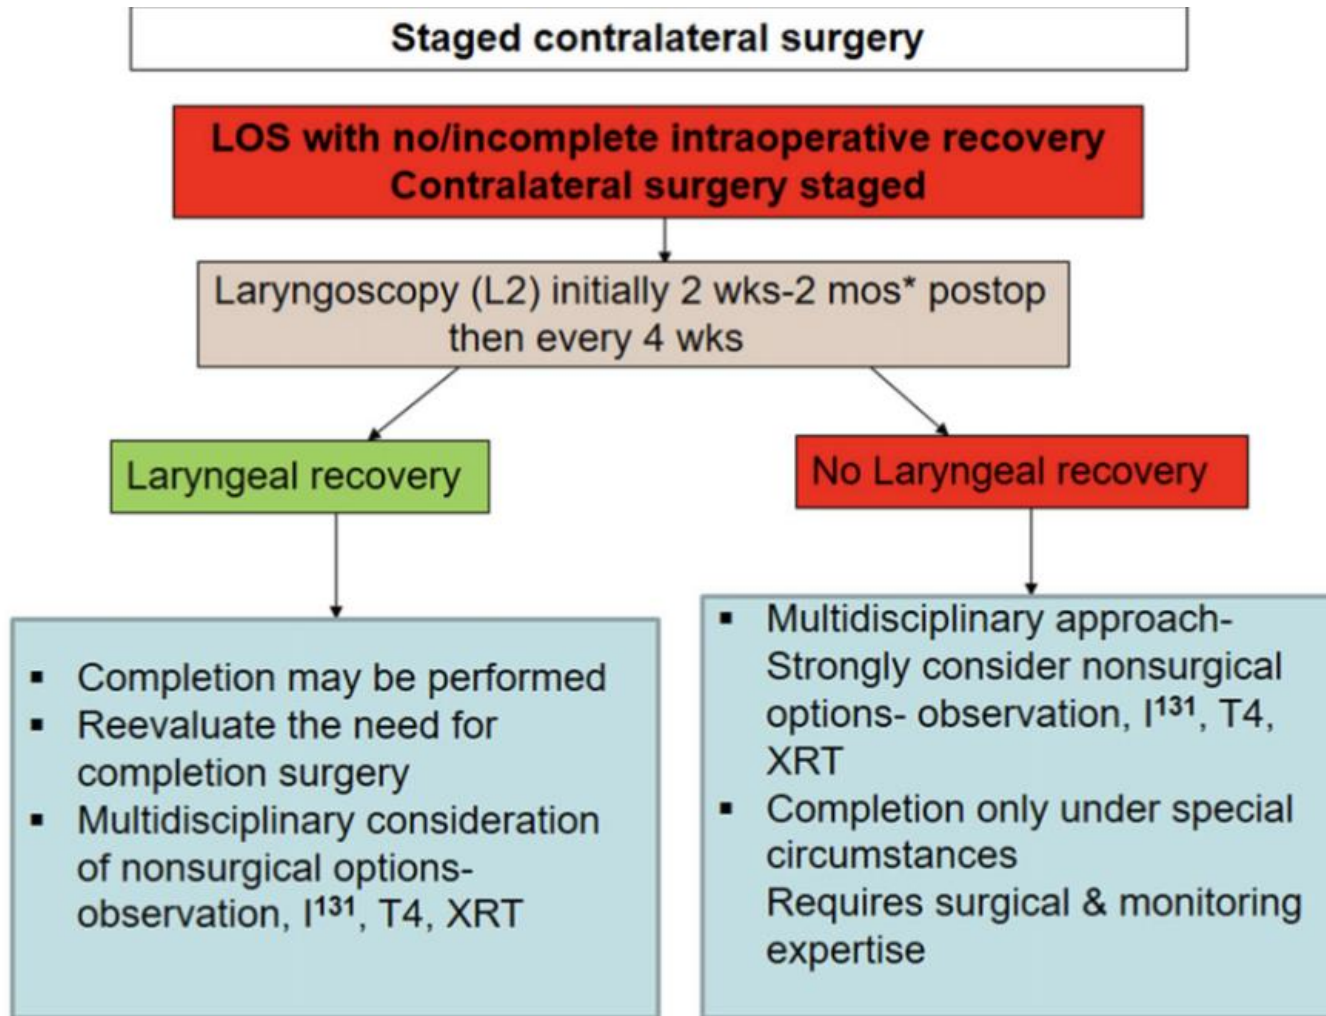 Staged contralateral surgery
LOS with no/incomplete intraoperative recovery
Contralateral surgery staged
Laryngoscopy (L2) initially 2 wks-2 mos* postop
then every 4 wks
Laryngeal recovery
No Laryngeal recovery
▪ Completion may be performed
▪ Reevaluate the need for
completion surgery
▪ Multidisciplinary consideration
of nonsurgical options-
observation, I¹³¹, T4, XRT
▪ Multidisciplinary approach-
Strongly consider nonsurgical
options- observation, I¹³¹, T4,
XRT
▪ Completion only under special
circumstances
Requires surgical & monitoring
expertise